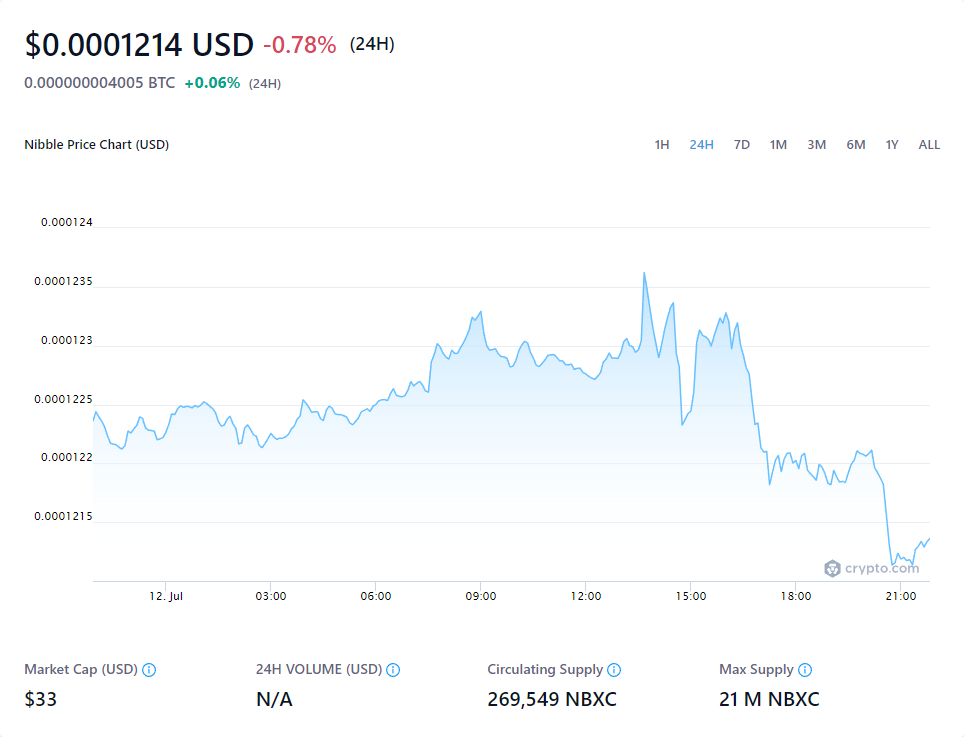 $0.0001214 USD -0.78% (24H)
0.000000004005 BTC +0.06% (24H)
Nibble Price Chart (USD) 1H 24H 7D 1M 3M 6M 1Y ALL
0.000124
0.0001235
0.000123
0.0001225
0.000122
0.0001215
crypto.com
12. Jul 03:00 06:00 09:00 12:00 15:00 18:00 21:00
Market Cap (USD) 24H VOLUME (USD) Circulating Supply Max Supply
$33 N/A 269,549 NBXC 21 M NBXC